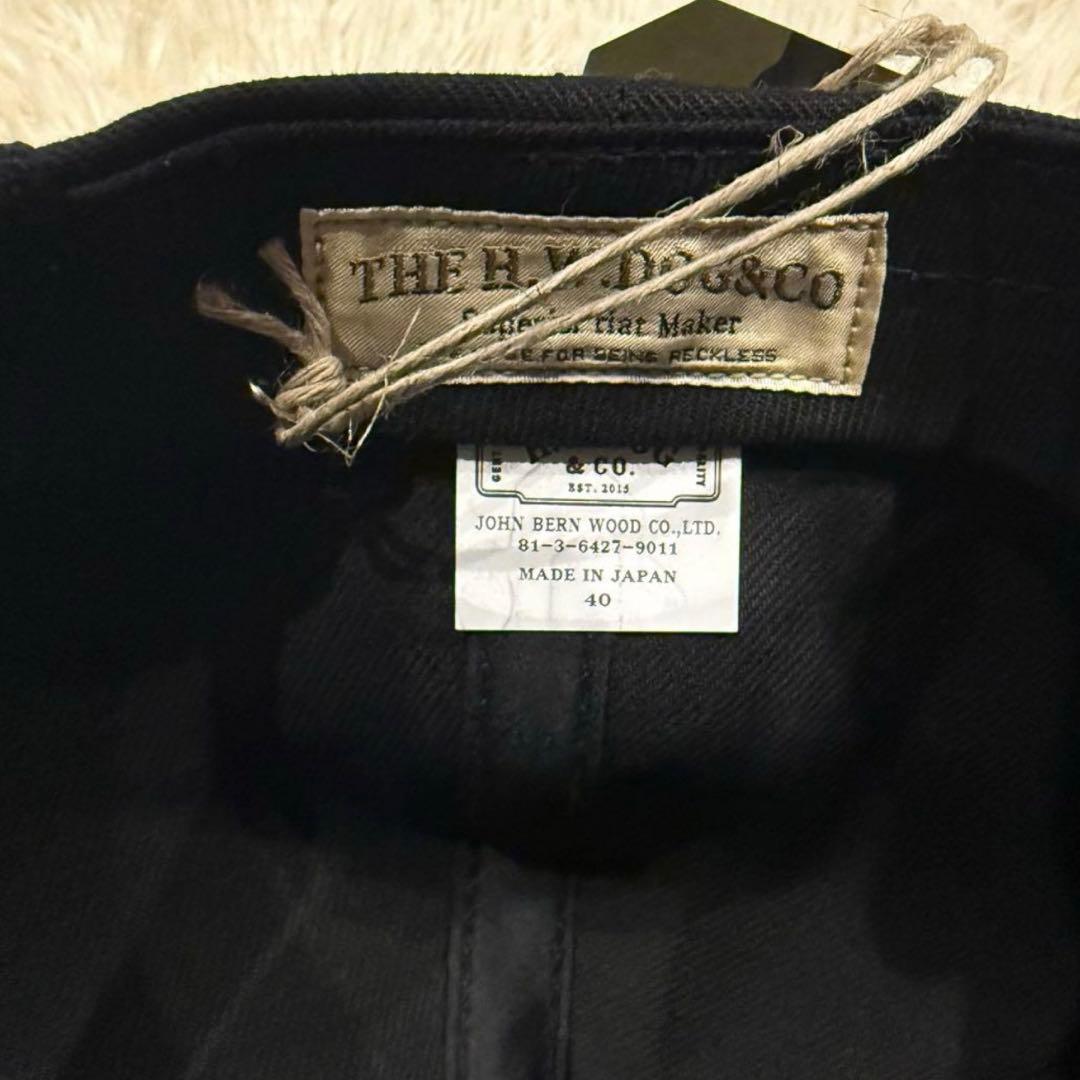 THE H.W.DOG&CO
Superior Hat Maker
FOR BEING RECKLESS
& CO.
EST. 2015
JOHN BERN WOOD CO.,LTD.
81-3-6427-9011
MADE IN JAPAN
40